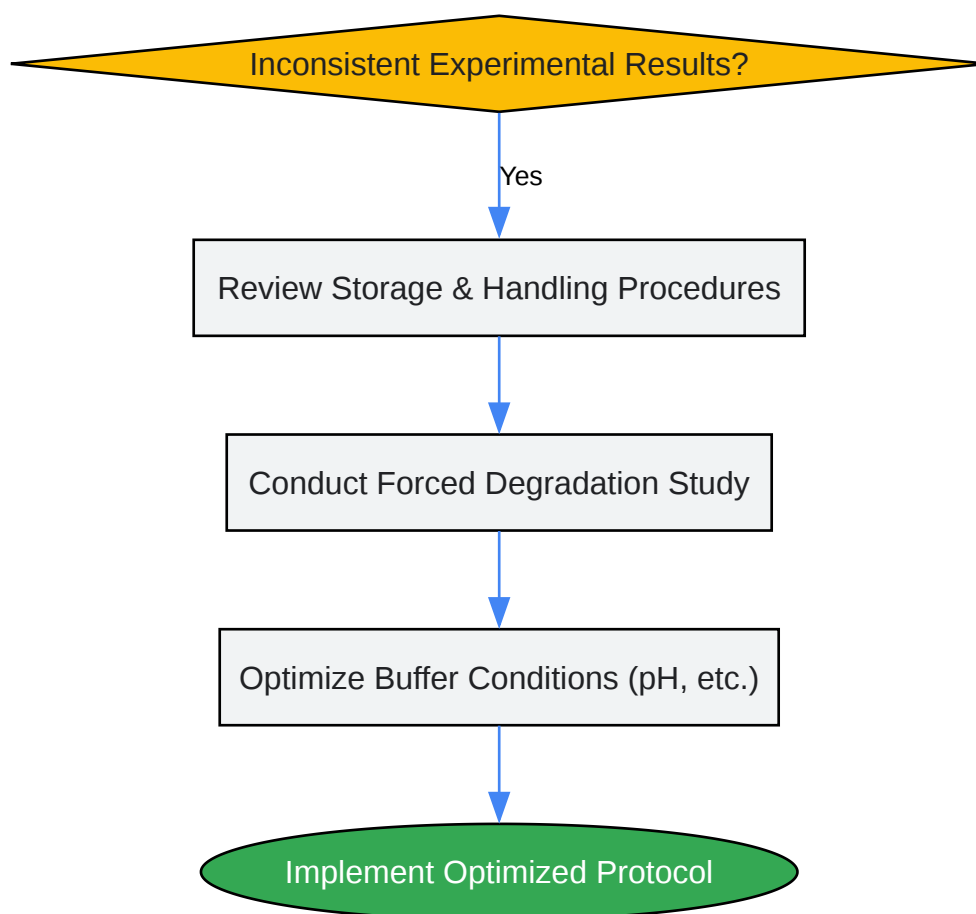 Inconsistent Experimental Results?
Yes
Review Storage & Handling Procedures
Conduct Forced Degradation Study
Optimize Buffer Conditions (pH, etc.)
Implement Optimized Protocol